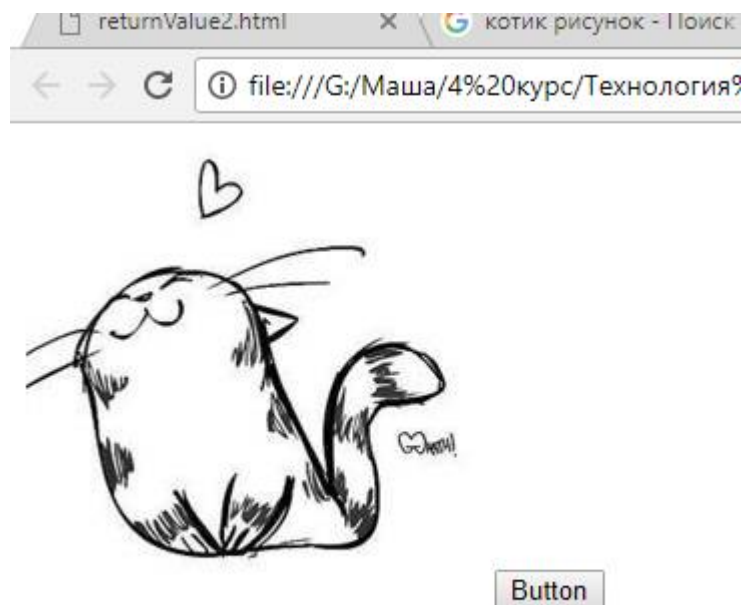 returnValue2.html
котик рисунок - Поиск
file:///G:/Маша/4%20курс/Технология%
Button